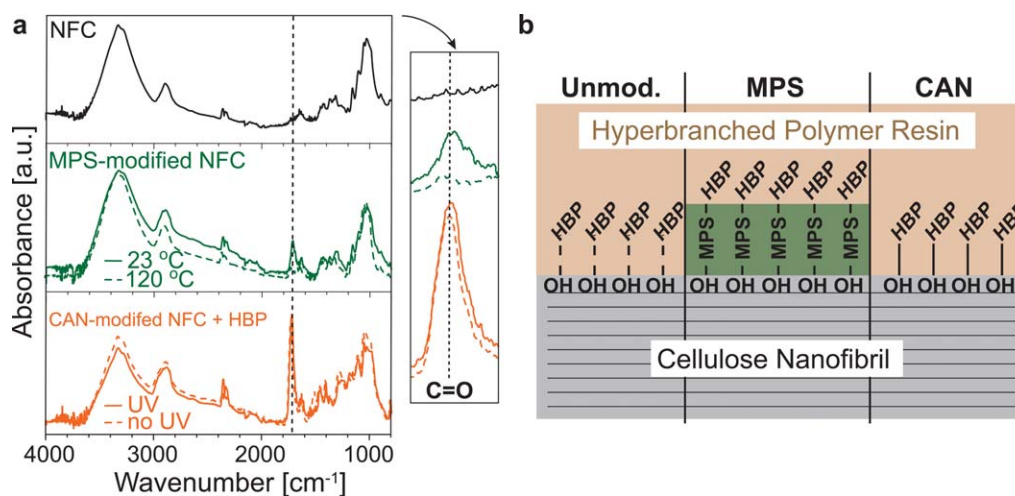 a
NFC
MPS-modified NFC
23 °C
120 °C
CAN-modifed NFC + HBP
UV
no UV
Absorbance [a.u.]
4000 3000 2000 1000
Wavenumber [cm⁻¹]
C=O
b
Unmod. MPS CAN
Hyperbranched Polymer Resin
HBP HBP HBP HBP HBP
HBP HBP HBP HBP HBP HBP HBP HBP
MPS MPS MPS MPS MPS
OH OH OH OH OH OH OH OH OH OH OH OH OH
Cellulose Nanofibril